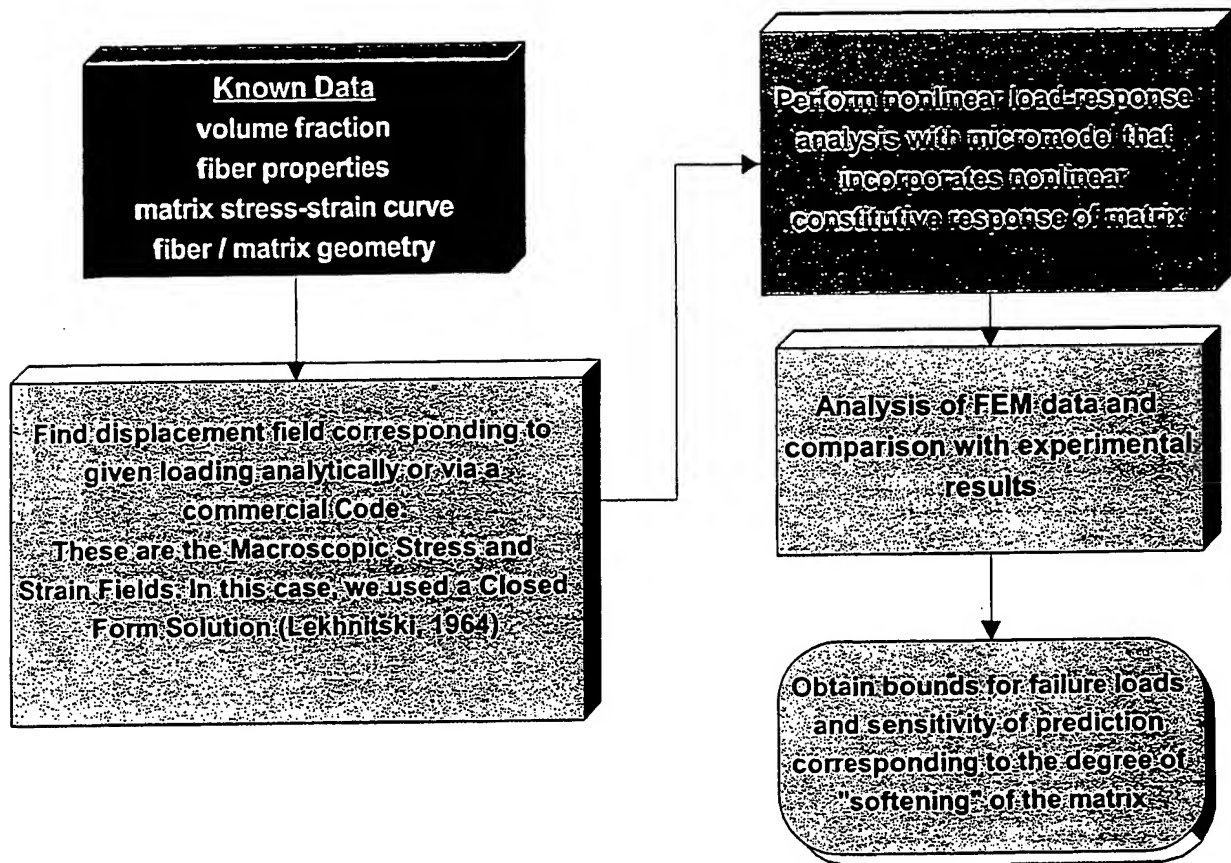 Known Data
volume fraction
fiber properties
matrix stress-strain curve
fiber / matrix geometry
Find displacement field corresponding to
given loading analytically or via a
commercial Code.
These are the Macroscopic Stress and
Strain Fields. In this case, we used a Closed
Form Solution (Lekhnitski, 1964)
Perform nonlinear load-response
analysis with micromodel that
incorporates nonlinear
constitutive response of matrix
Analysis of FEM data and
comparison with experimental
results
Obtain bounds for failure loads
and sensitivity of prediction
corresponding to the degree of
"softening" of the matrix